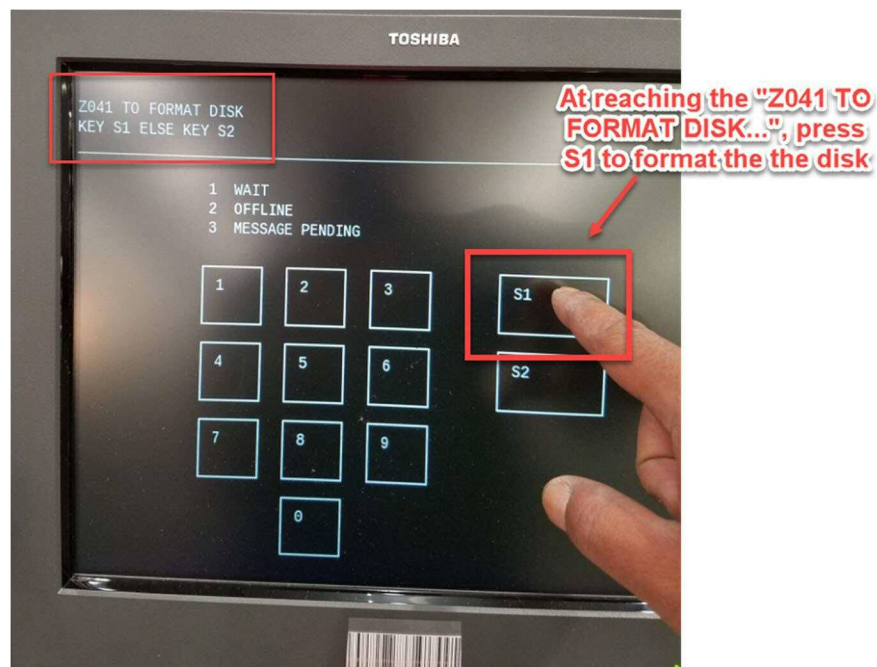 TOSHIBA
Z041 TO FORMAT DISK
KEY S1 ELSE KEY S2
At reaching the "Z041 TO
FORMAT DISK...", press
S1 to format the the disk
1 WAIT
2 OFFLINE
3 MESSAGE PENDING
1 2 3 S1
4 5 6 S2
7 8 9
0